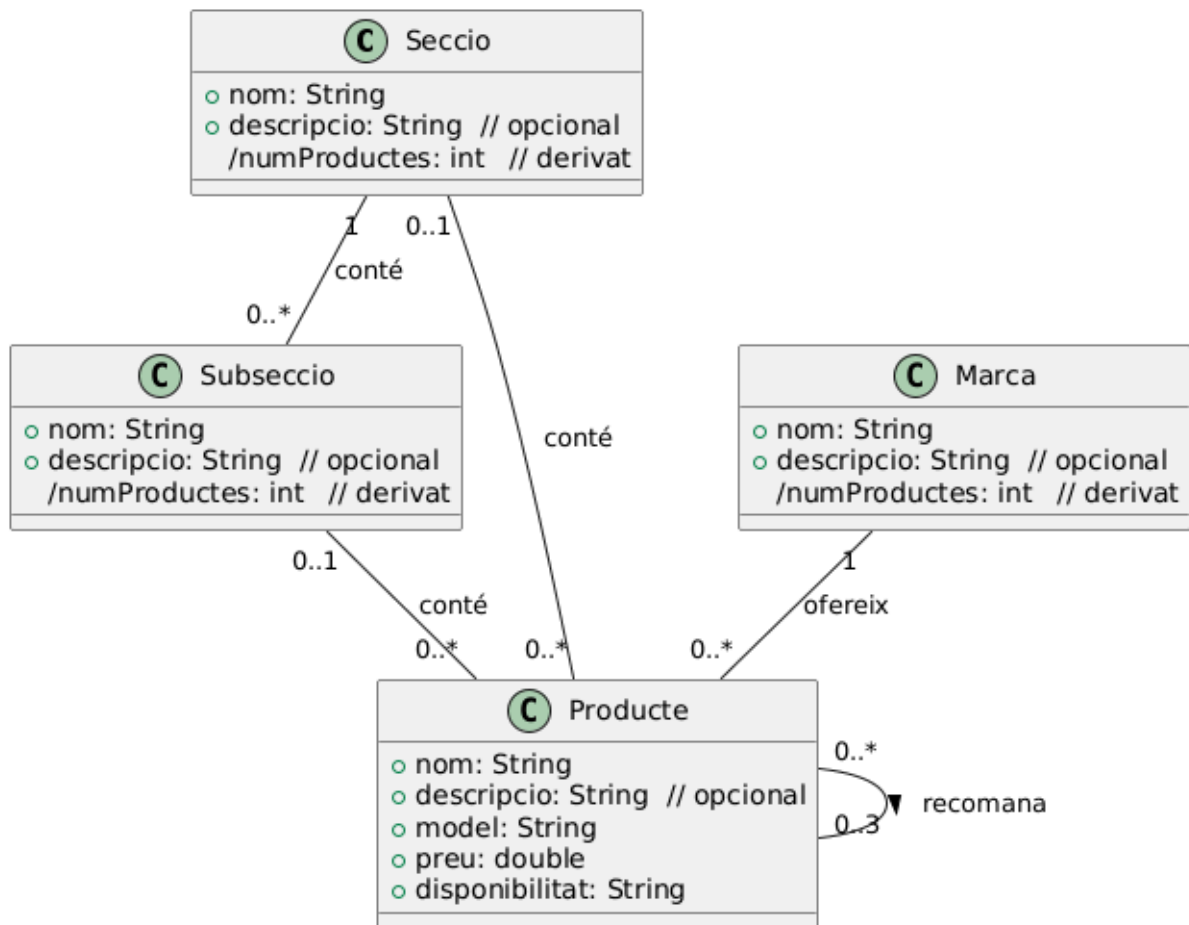 C Seccio
nom: String
descripcio: String // opcional
/numProductes: int // derivat
1
0..1
conté
0..*
C Subseccio
nom: String
descripcio: String // opcional
/numProductes: int // derivat
C Marca
nom: String
descripcio: String // opcional
/numProductes: int // derivat
conté
0..1
1
conté
ofereix
0..*
0..*
0..*
C Producte
nom: String
descripcio: String // opcional
model: String
preu: double
disponibilitat: String
0..*
recomana
0..3